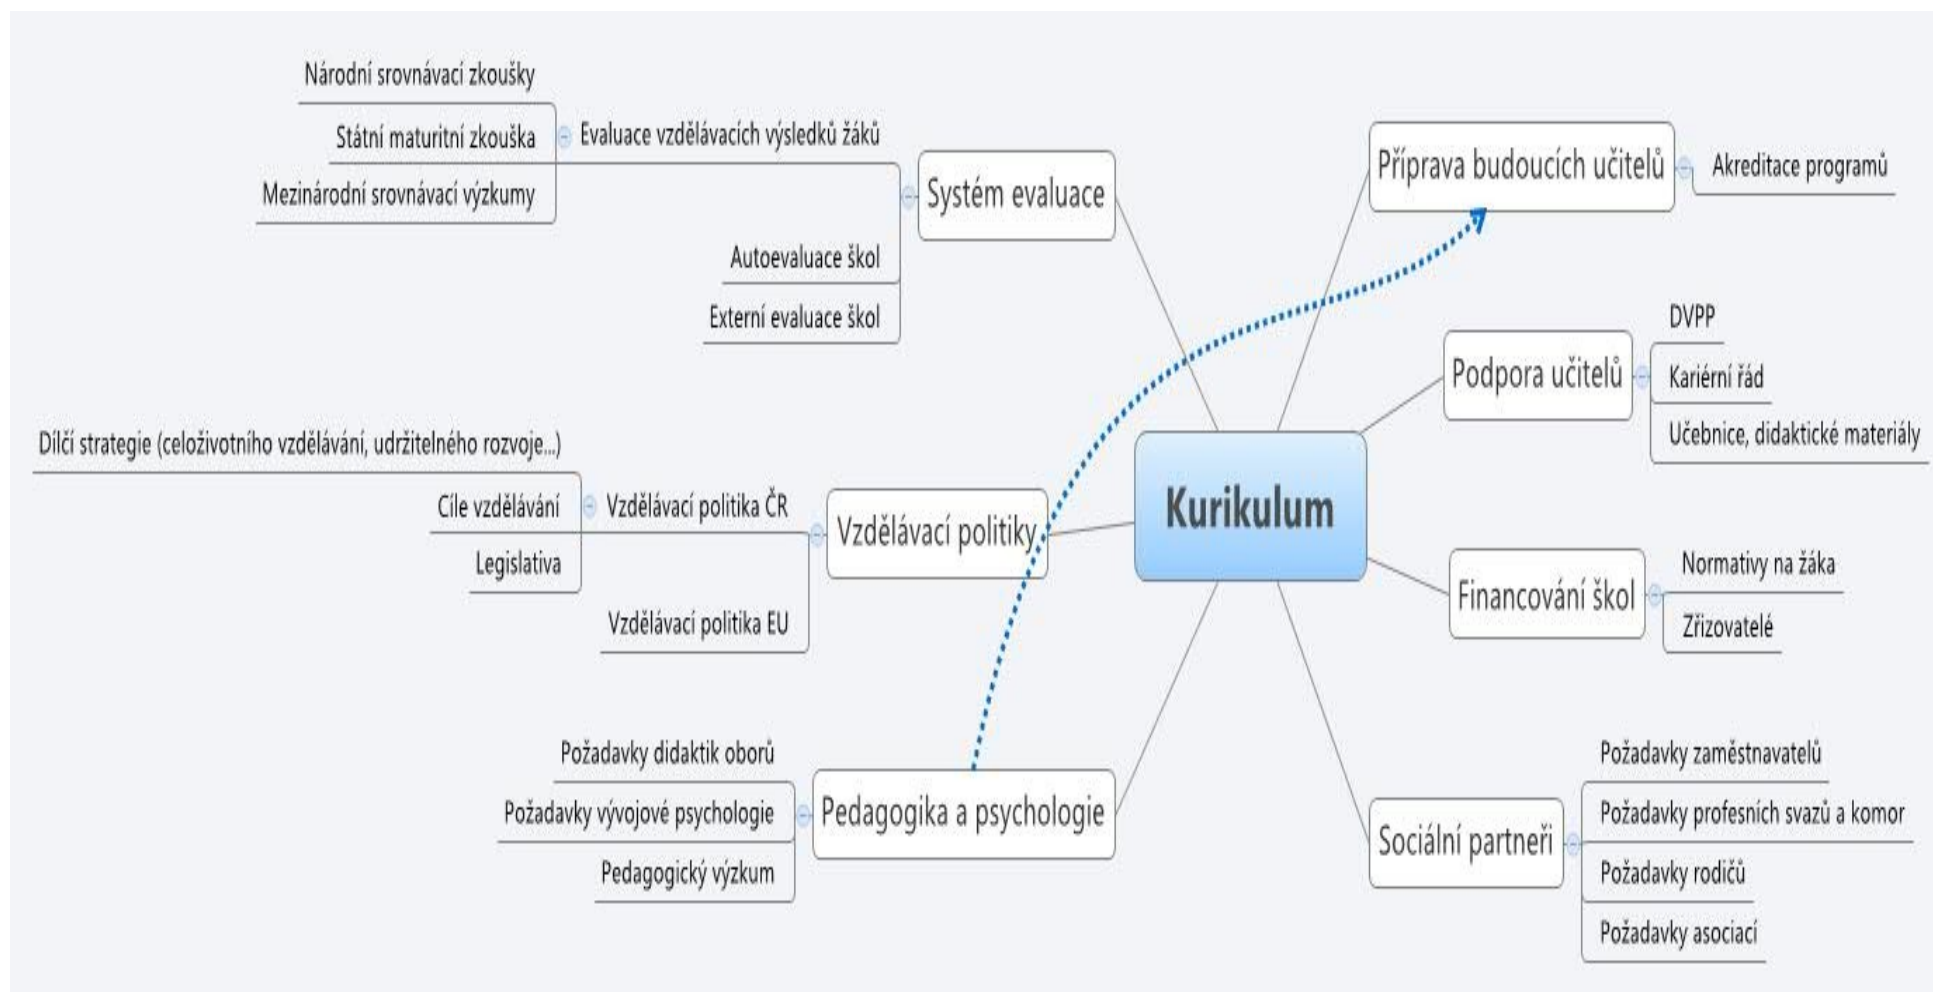 Národní srovnávací zkoušky
Státní maturitní zkouška
Mezinárodní srovnávací výzkumy
Evaluace vzdělávacích výsledků žáků
Autoevaluace škol
Externí evaluace škol
Systém evaluace
Dílčí strategie (celoživotního vzdělávání, udržitelného rozvoje...)
Cíle vzdělávání
Legislativa
Vzdělávací politika ČR
Vzdělávací politika EU
Vzdělávací politiky
Požadavky didaktik oborů
Požadavky vývojové psychologie
Pedagogický výzkum
Pedagogika a psychologie
Kurikulum
Příprava budoucích učitelů
Akreditace programů
Podpora učitelů
DVPP
Kariérní řád
Učebnice, didaktické materiály
Financování škol
Normativy na žáka
Zřizovatelé
Sociální partneři
Požadavky zaměstnavatelů
Požadavky profesních svazů a komor
Požadavky rodičů
Požadavky asociací